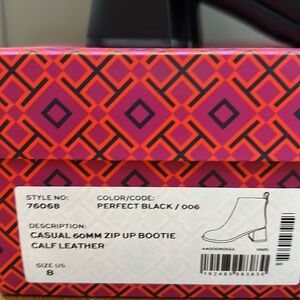 STYLE NO: COLOR/CODE:
76068 PERFECT BLACK / 006
DESCRIPTION:
CASUAL 60MM ZIP UP BOOTIE
CALF LEATHER
SIZE US
8
192485583830